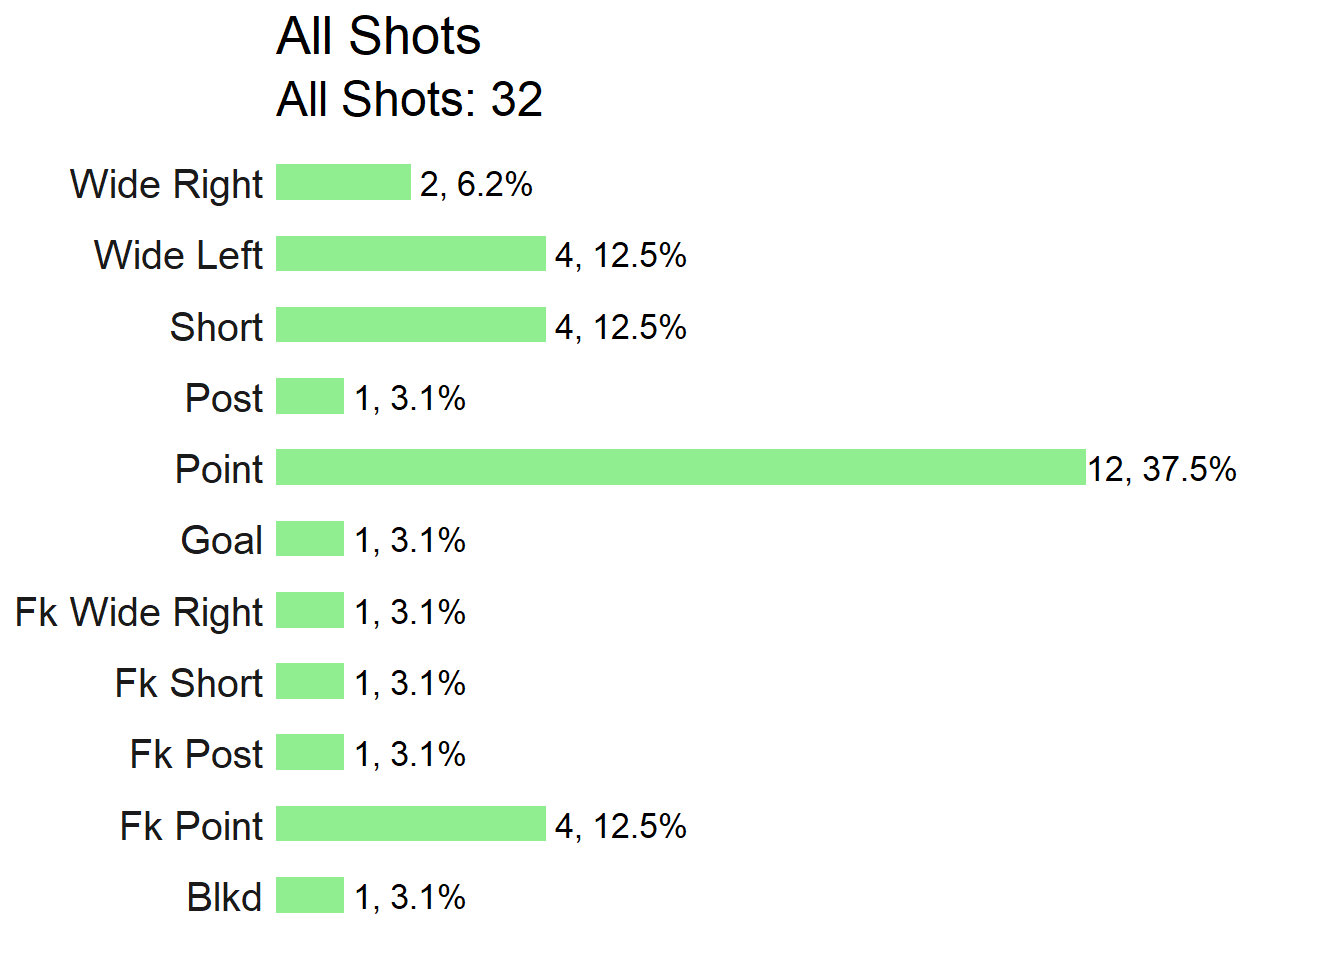 All Shots
All Shots: 32
Wide Right 2, 6.2%
Wide Left 4, 12.5%
Short 4, 12.5%
Post 1, 3.1%
Point 12, 37.5%
Goal 1, 3.1%
Fk Wide Right 1, 3.1%
Fk Short 1, 3.1%
Fk Post 1, 3.1%
Fk Point 4, 12.5%
Blkd 1, 3.1%